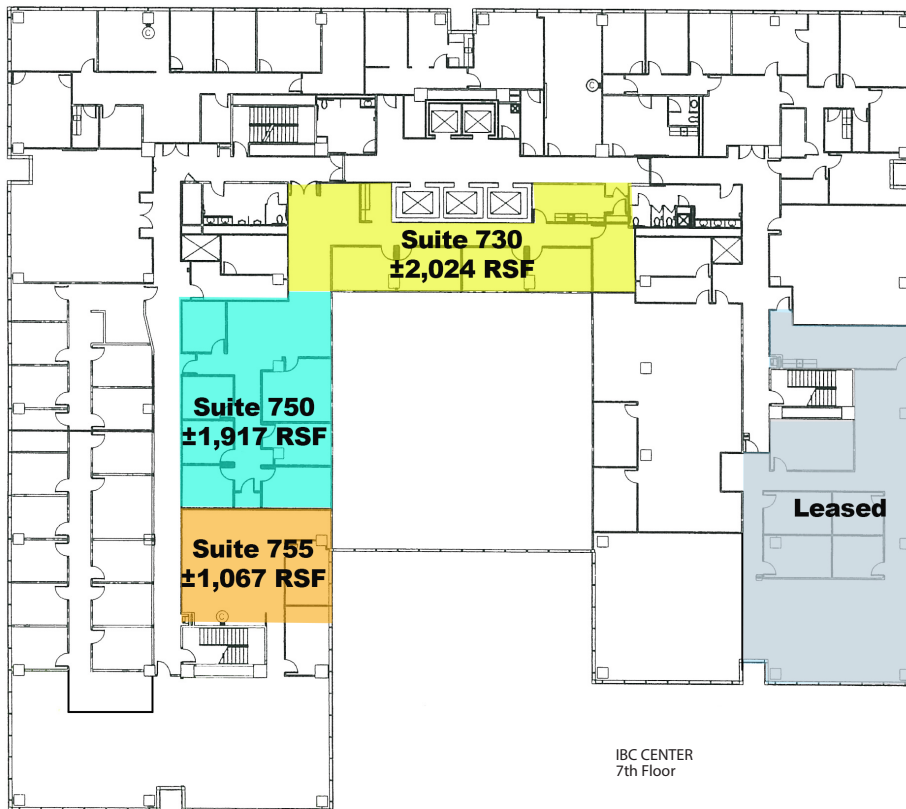 Suite 730
±2,024 RSF
Suite 750
±1,917 RSF
Leased
Suite 755
±1,067 RSF
C
C
C
IBC CENTER
7th Floor